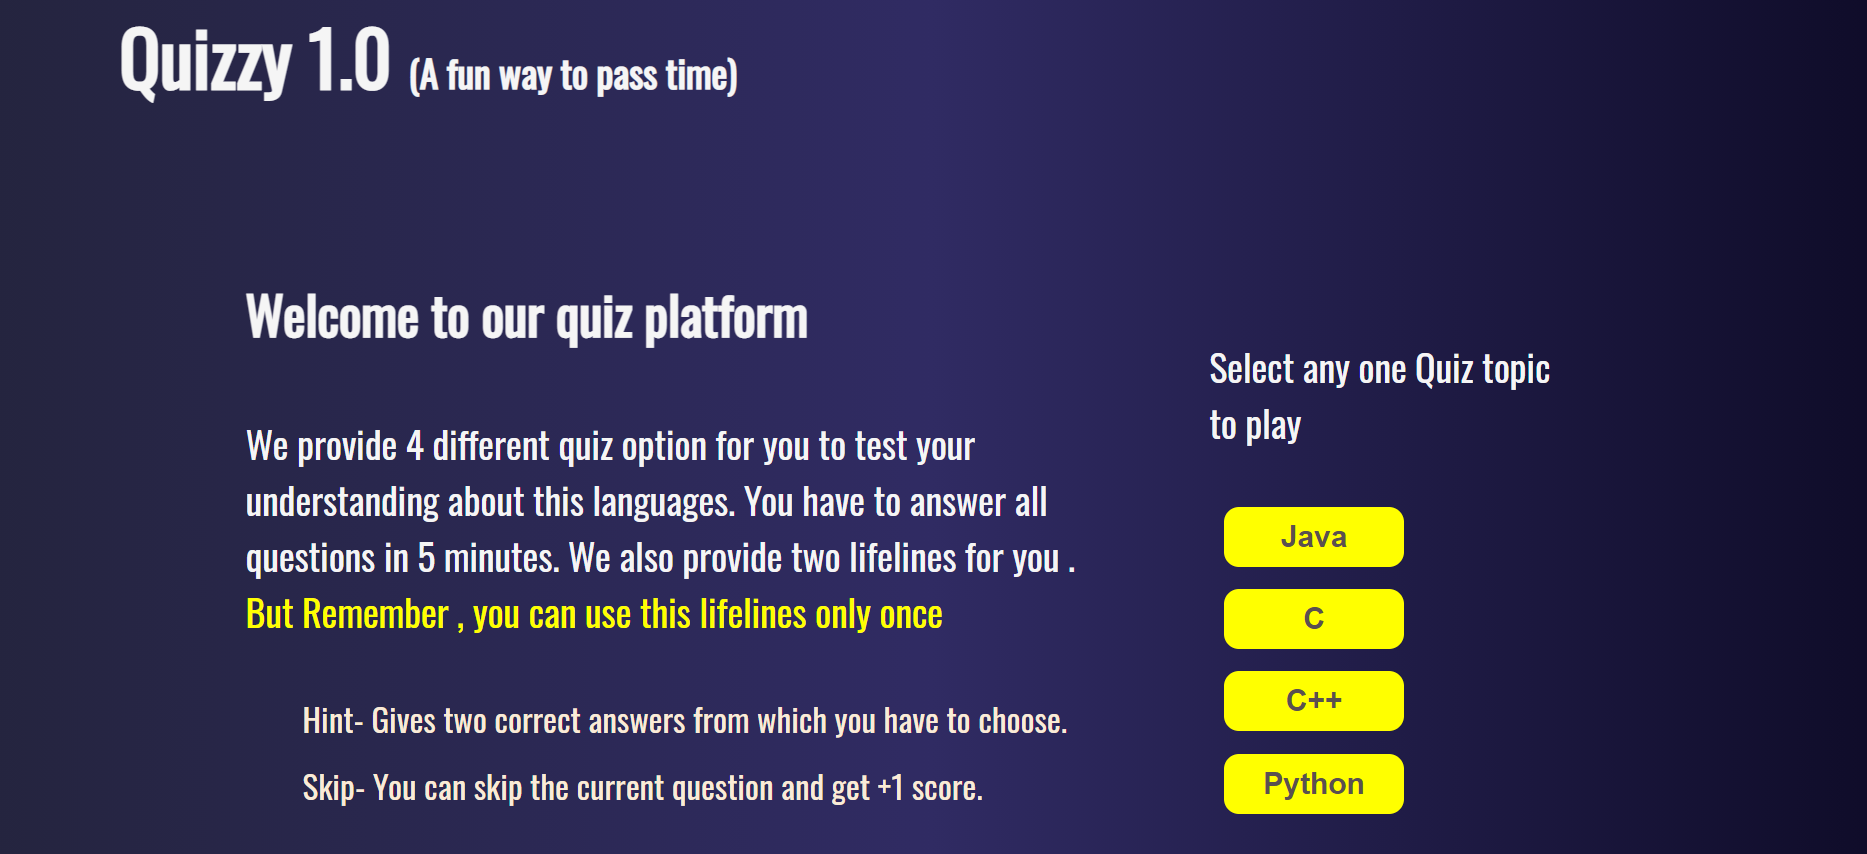 Quizzy 1.0 (A fun way to pass time)
Welcome to our quiz platform
We provide 4 different quiz option for you to test your
understanding about this languages. You have to answer all
questions in 5 minutes. We also provide two lifelines for you .
But Remember , you can use this lifelines only once
Hint- Gives two correct answers from which you have to choose.
Skip- You can skip the current question and get +1 score.
Select any one Quiz topic
to play
Java
C
C++
Python